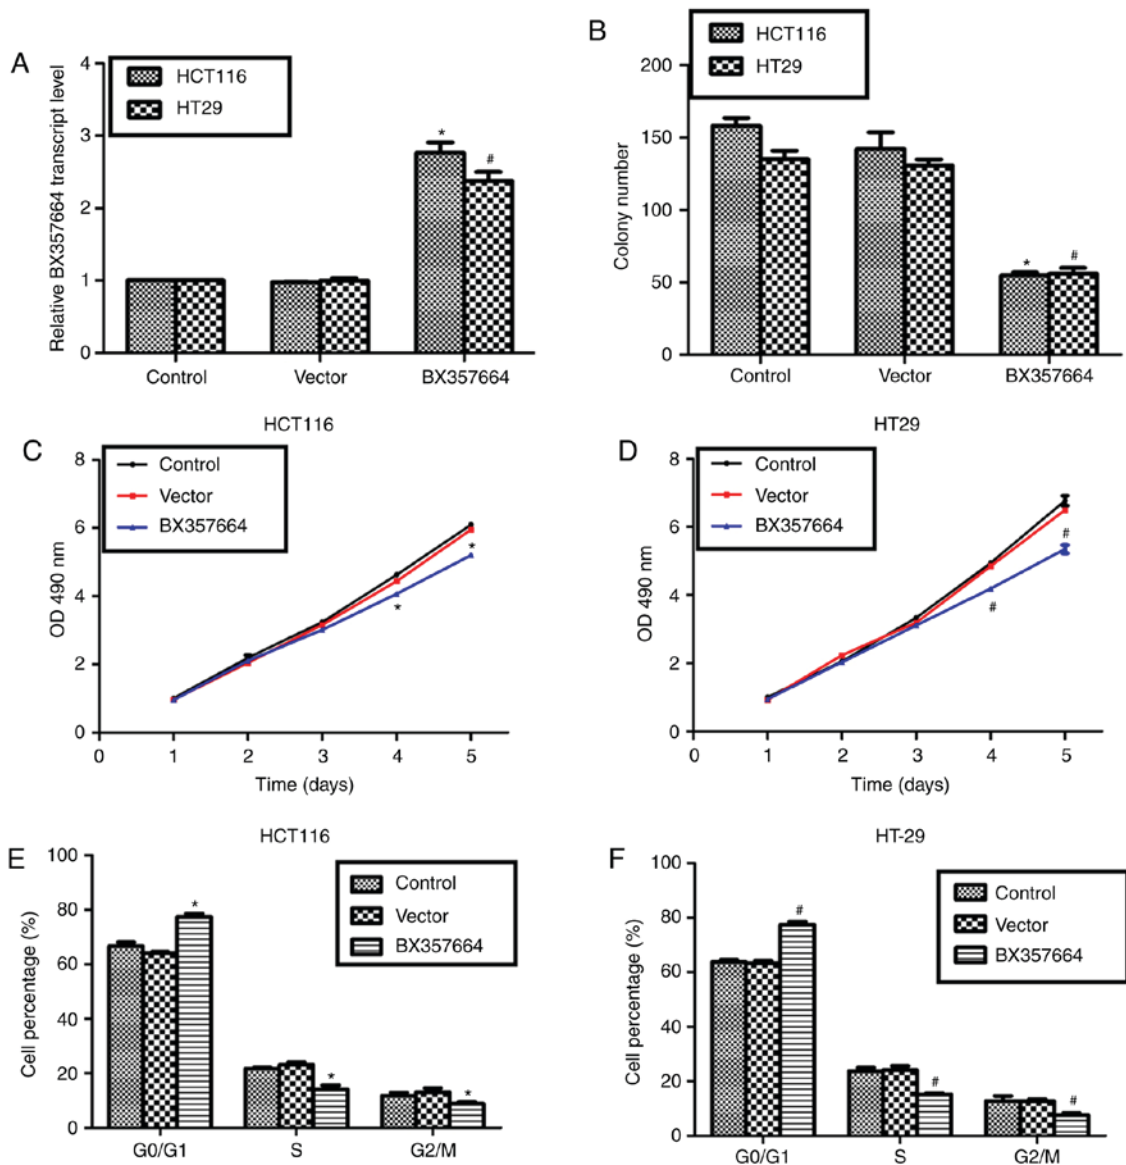 A
HCT116
HT29
Relative BX357664 transcript level
4
3
2
1
0
*
#
Control
Vector
BX357664
B
HCT116
HT29
Colony number
200
150
100
50
0
*
#
Control
Vector
BX357664
C
HCT116
Control
Vector
BX357664
OD 490 nm
8
6
4
2
0
*
*
0
1
2
3
4
5
Time (days)
D
HT29
Control
Vector
BX357664
OD 490 nm
8
6
4
2
0
#
#
0
1
2
3
4
5
Time (days)
E
HCT116
Control
Vector
BX357664
Cell percentage (%)
100
80
60
40
20
0
*
*
*
G0/G1
S
G2/M
F
HT-29
Control
Vector
BX357664
Cell percentage (%)
100
80
60
40
20
0
#
#
#
G0/G1
S
G2/M